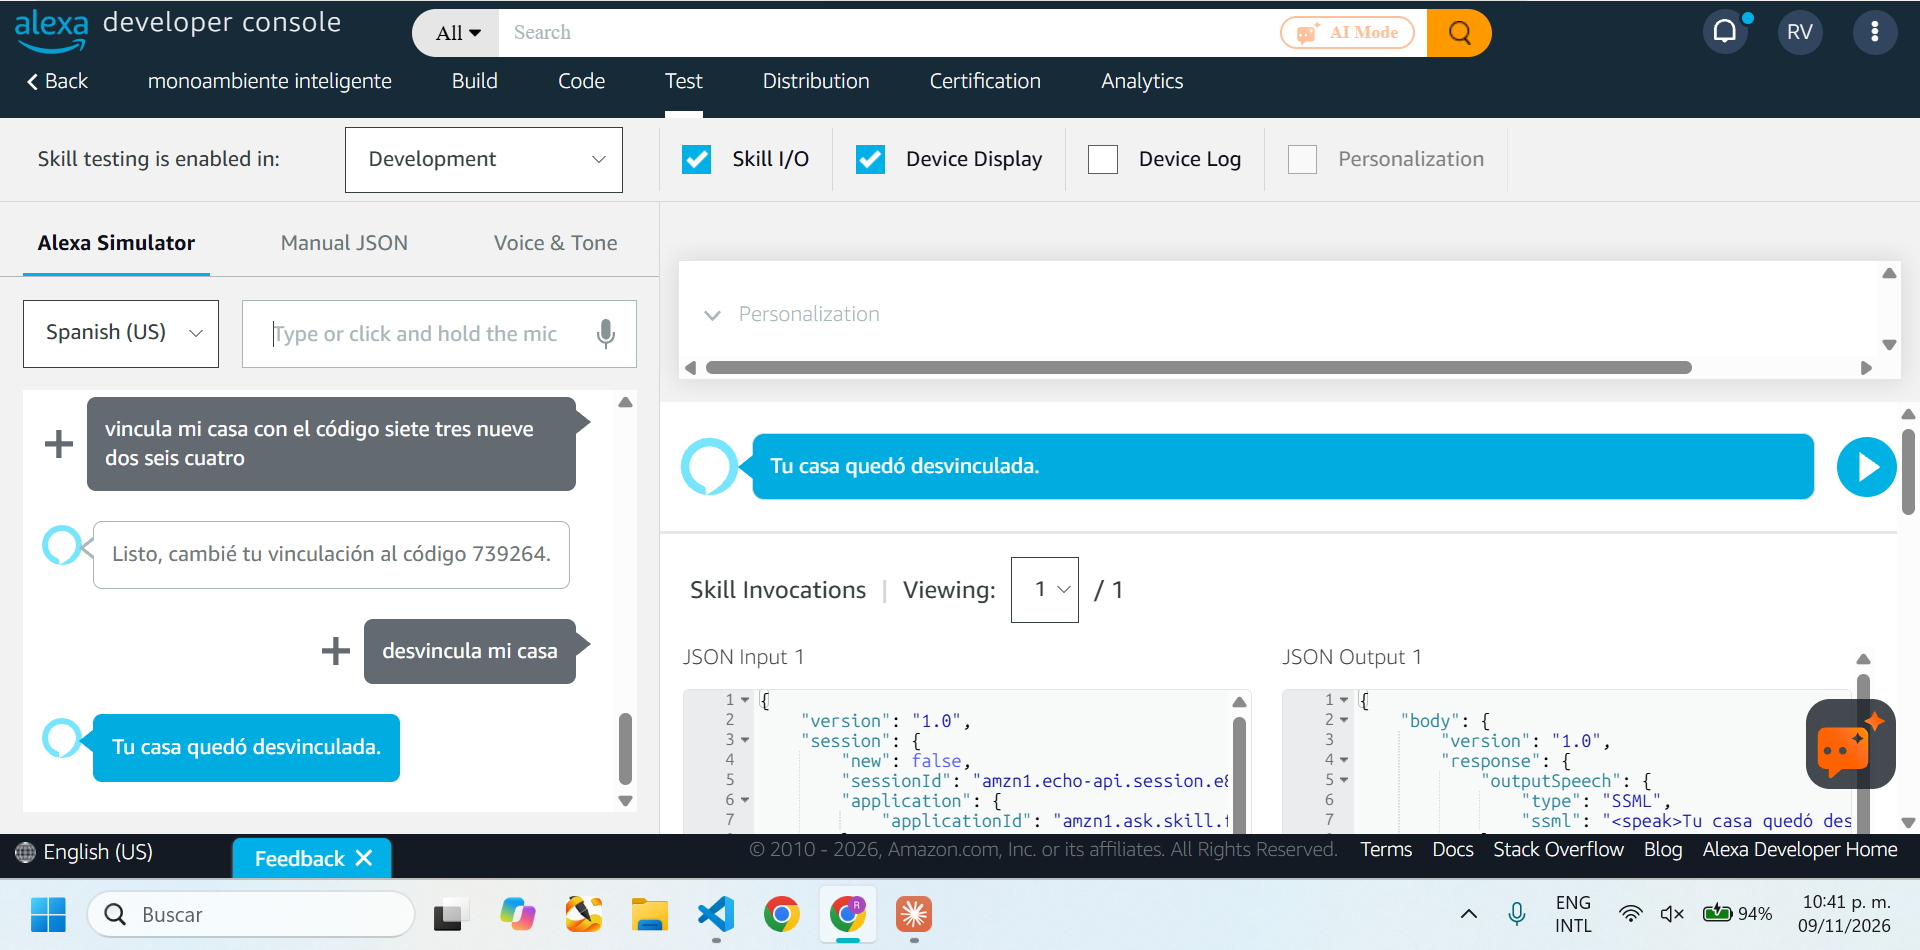 alexa developer console
All
Search
AI Mode
RV
Back
monoambiente inteligente
Build
Code
Test
Distribution
Certification
Analytics
Skill testing is enabled in:
Development
Skill I/O
Device Display
Device Log
Personalization
Alexa Simulator
Manual JSON
Voice & Tone
Spanish (US)
Type or click and hold the mic
vincula mi casa con el código siete tres nueve
dos seis cuatro
Listo, cambié tu vinculación al código 739264.
desvincula mi casa
Tu casa quedó desvinculada.
Personalization
Tu casa quedó desvinculada.
Skill Invocations | Viewing: 1 / 1
JSON Input 1
1 {
2 "version": "1.0",
3 "session": {
4 "new": false,
5 "sessionId": "amzn1.echo-api.session.e8
6 "application": {
7 "applicationId": "amzn1.ask.skill.f
JSON Output 1
1 {
2 "body": {
3 "version": "1.0",
4 "response": {
5 "outputSpeech": {
6 "type": "SSML",
7 "ssml": "<speak>Tu casa quedó des
English (US)
Feedback
© 2010 - 2026, Amazon.com, Inc. or its affiliates. All Rights Reserved.
Terms
Docs
Stack Overflow
Blog
Alexa Developer Home
Buscar
R
ENG
INTL
94%
10:41 p. m.
09/11/2026